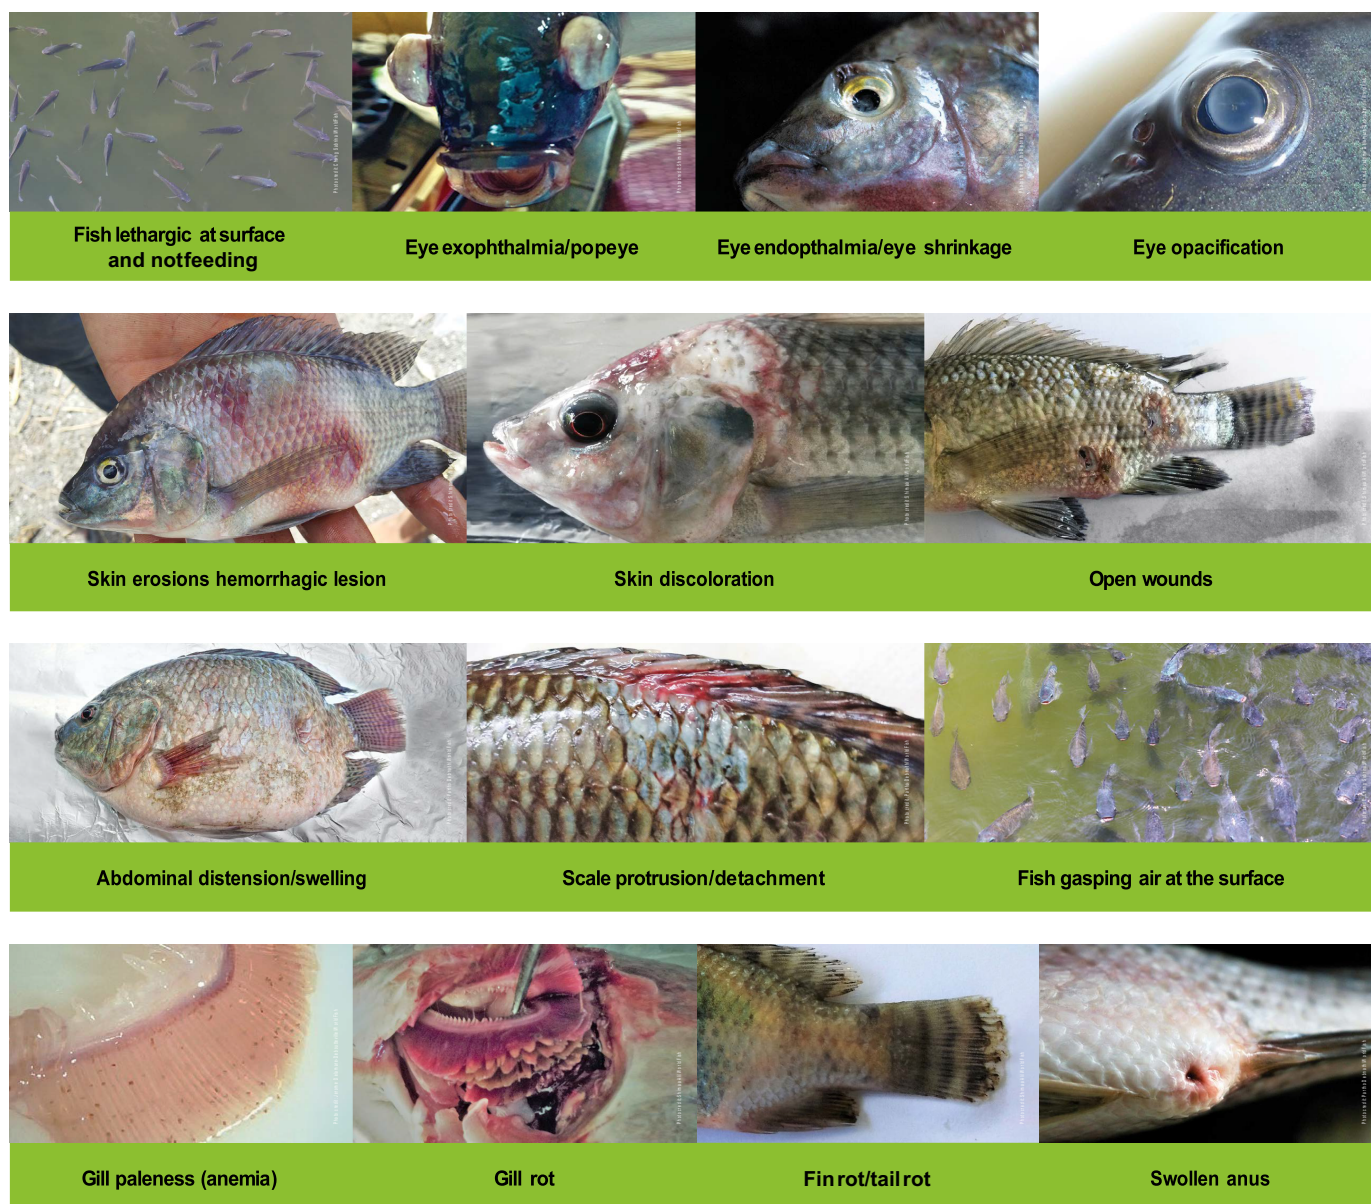 Fish lethargic at surface
and notfeeding
Eye exophthalmia/popeye
Eye endopthalmia/eye shrinkage
Eye opacification
Skin erosions hemorrhagic lesion
Skin discoloration
Open wounds
Abdominal distension/swelling
Scale protrusion/detachment
Fish gasping air at the surface
Gill paleness (anemia)
Gill rot
Fin rot/tail rot
Swollen anus